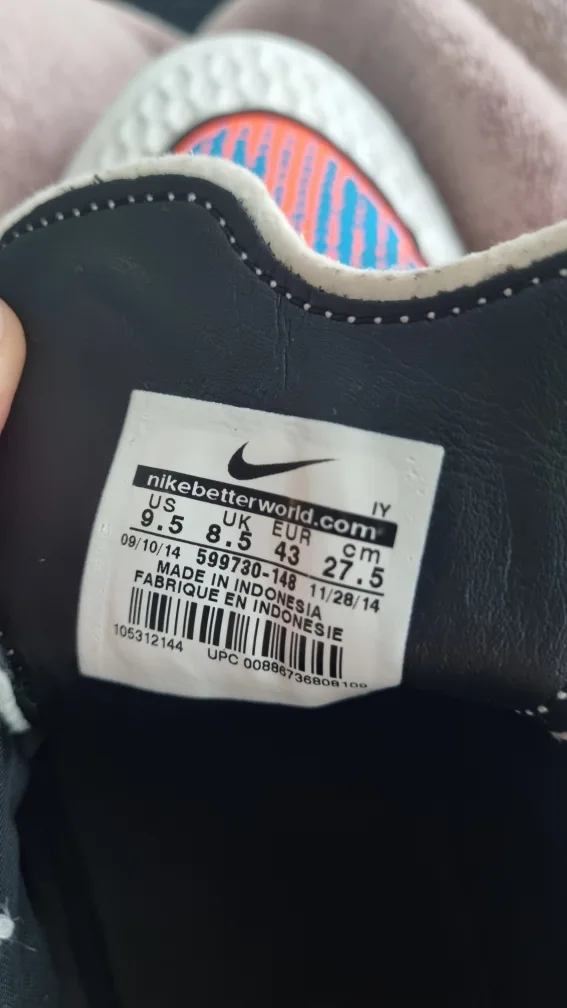 nikebetterworld.com
IY
US UK EUR cm
9.5 8.5 43 27.5
09/10/14 599730-148 11/28/14
MADE IN INDONESIA
FABRIQUE EN INDONESIE
105312144 UPC 00886736808109